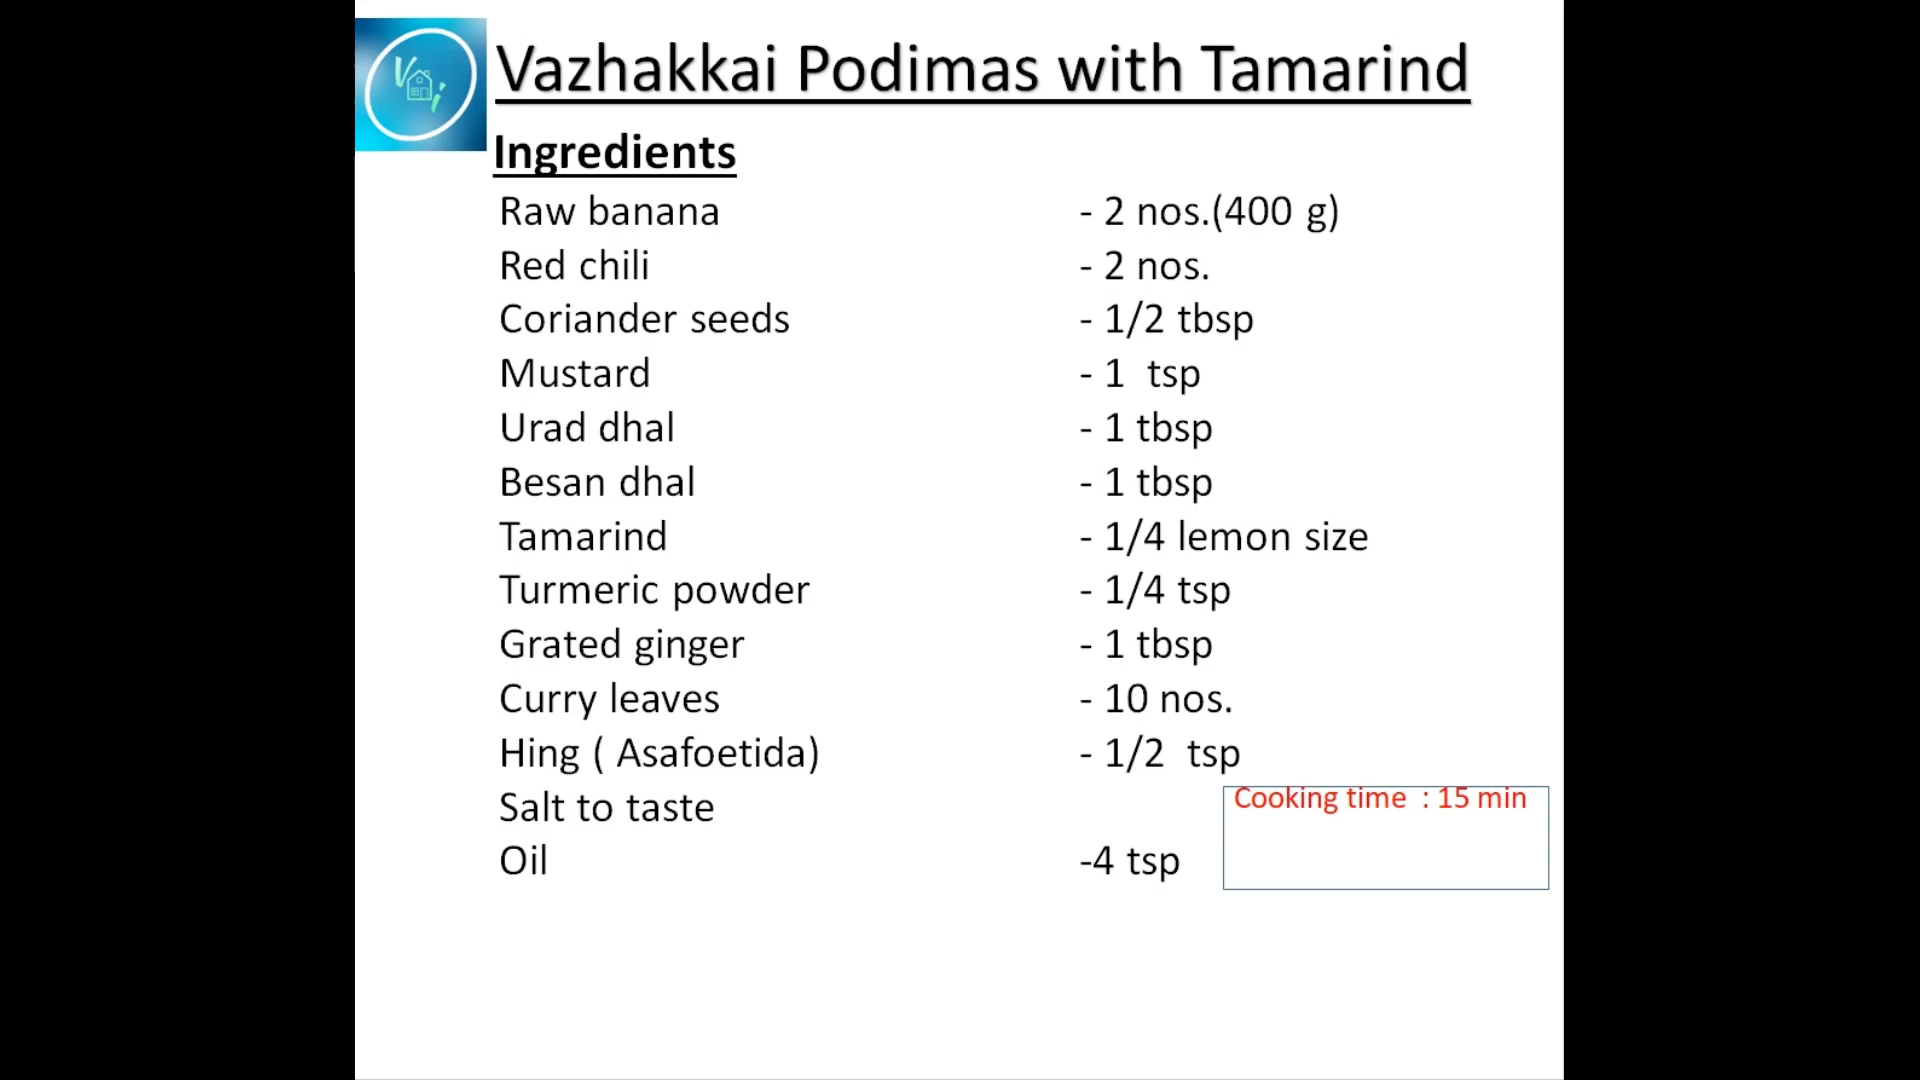 Vazhakkai Podimas with Tamarind
Ingredients
Raw banana - 2 nos.(400 g)
Red chili - 2 nos.
Coriander seeds - 1/2 tbsp
Mustard - 1  tsp
Urad dhal - 1 tbsp
Besan dhal - 1 tbsp
Tamarind - 1/4 lemon size
Turmeric powder - 1/4 tsp
Grated ginger - 1 tbsp
Curry leaves - 10 nos.
Hing ( Asafoetida) - 1/2  tsp
Salt to taste
Cooking time  : 15 min
Oil -4 tsp
V i